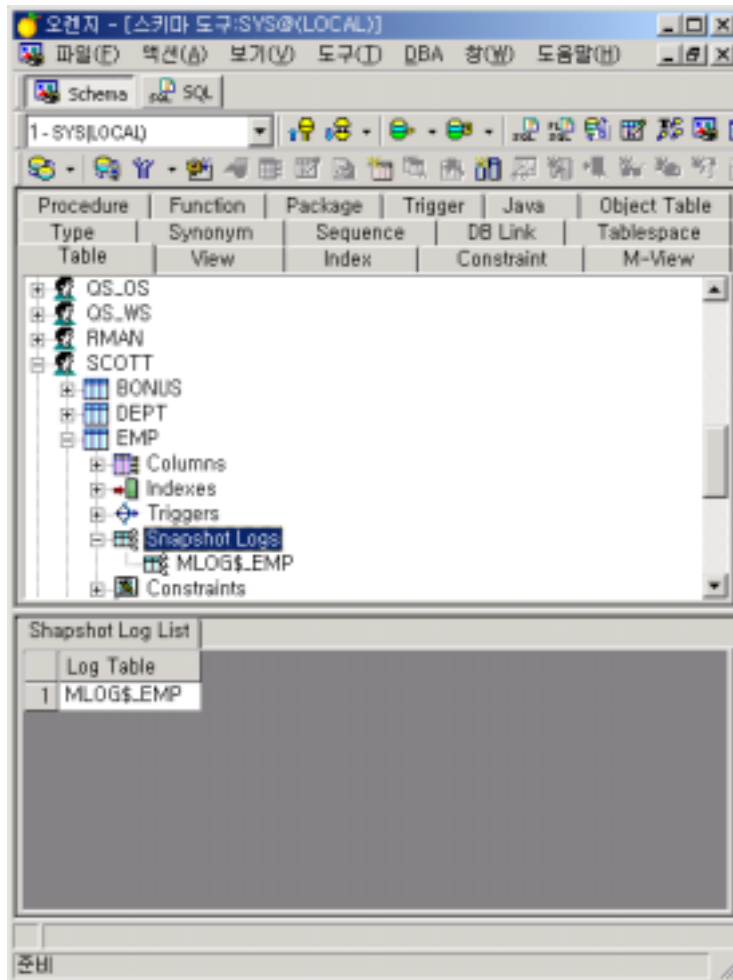 오렌지 - [스키마 도구:SYS@(LOCAL)]
파일(F) 액션(A) 보기(V) 도구(T) DBA 창(W) 도움말(H)
Schema SQL
1 - SYS(LOCAL)
Procedure Function Package Trigger Java Object Table
Type Synonym Sequence DB Link Tablespace
Table View Index Constraint M-View
QS_OS
QS_WS
RMAN
SCOTT
BONUS
DEPT
EMP
Columns
Indexes
Triggers
Snapshot Logs
MLOG$_EMP
Constraints
Shapshot Log List
Log Table
1 MLOG$_EMP
준비